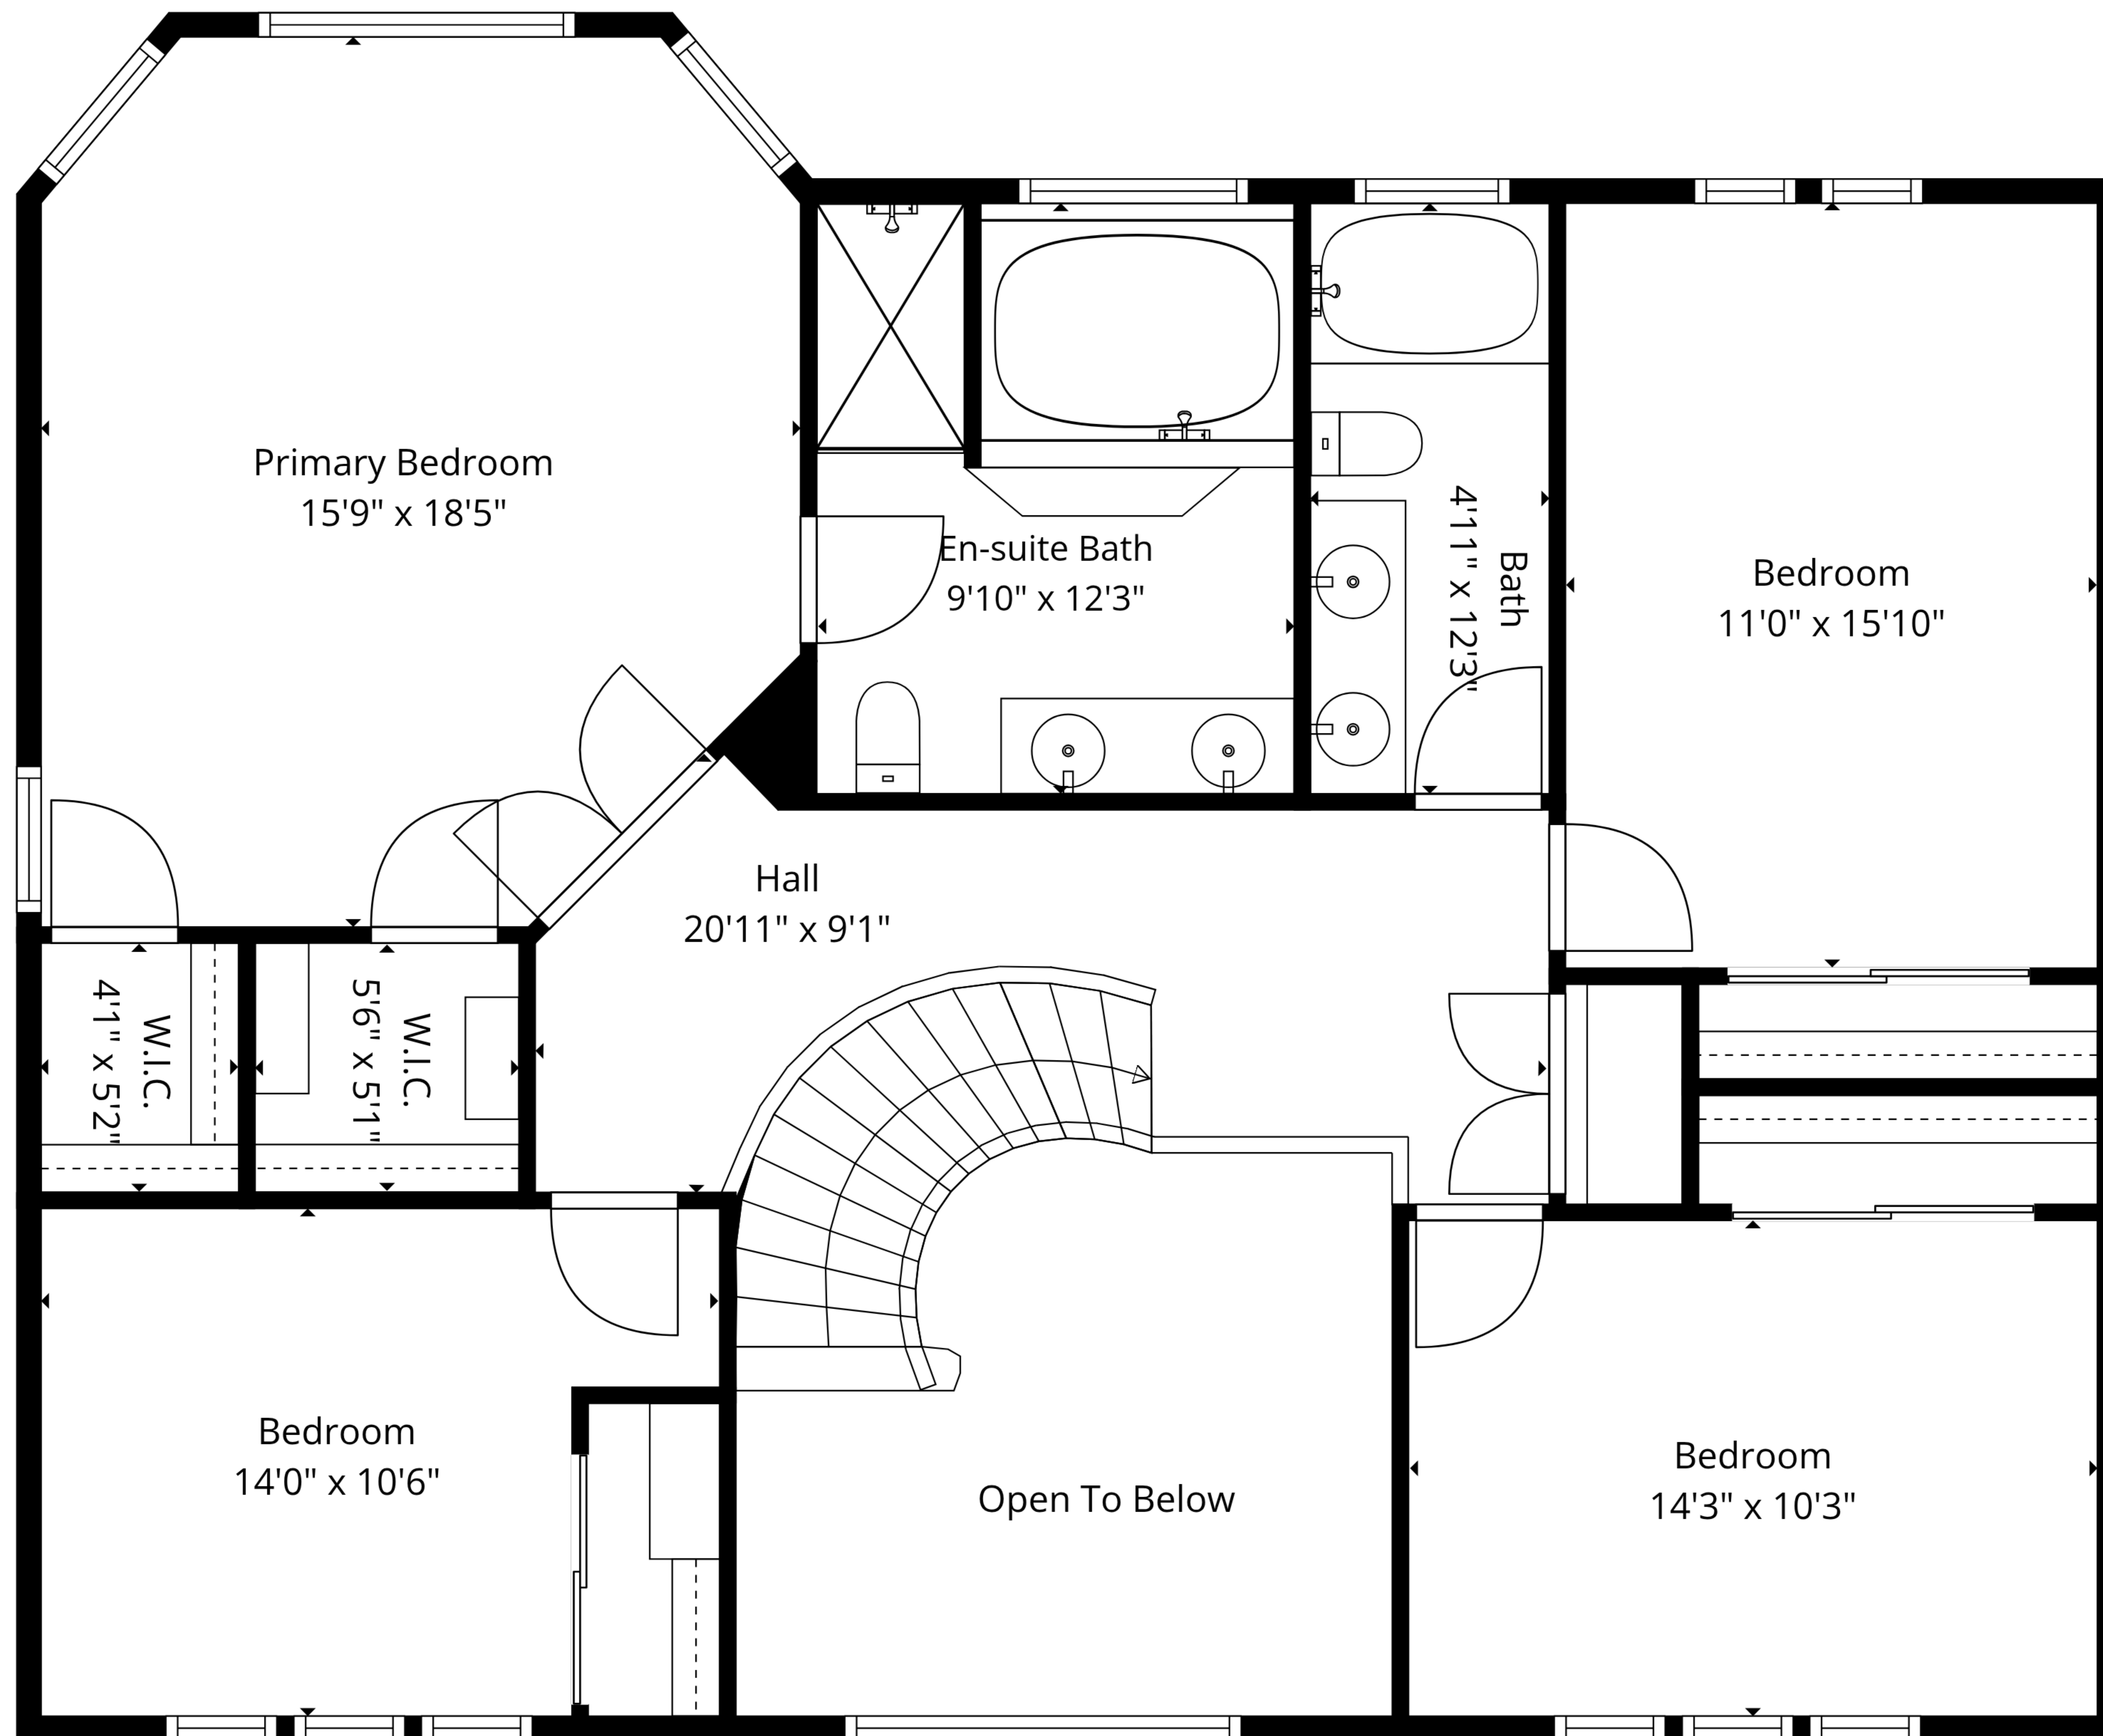 Primary Bedroom
15'9" x 18'5"
En-suite Bath
9'10" x 12'3"
Bath
4'11" x 12'3"
Bedroom
11'0" x 15'10"
Hall
20'11" x 9'1"
W.I.C.
4'1" x 5'2"
W.I.C.
5'6" x 5'1"
Bedroom
14'0" x 10'6"
Open To Below
Bedroom
14'3" x 10'3"